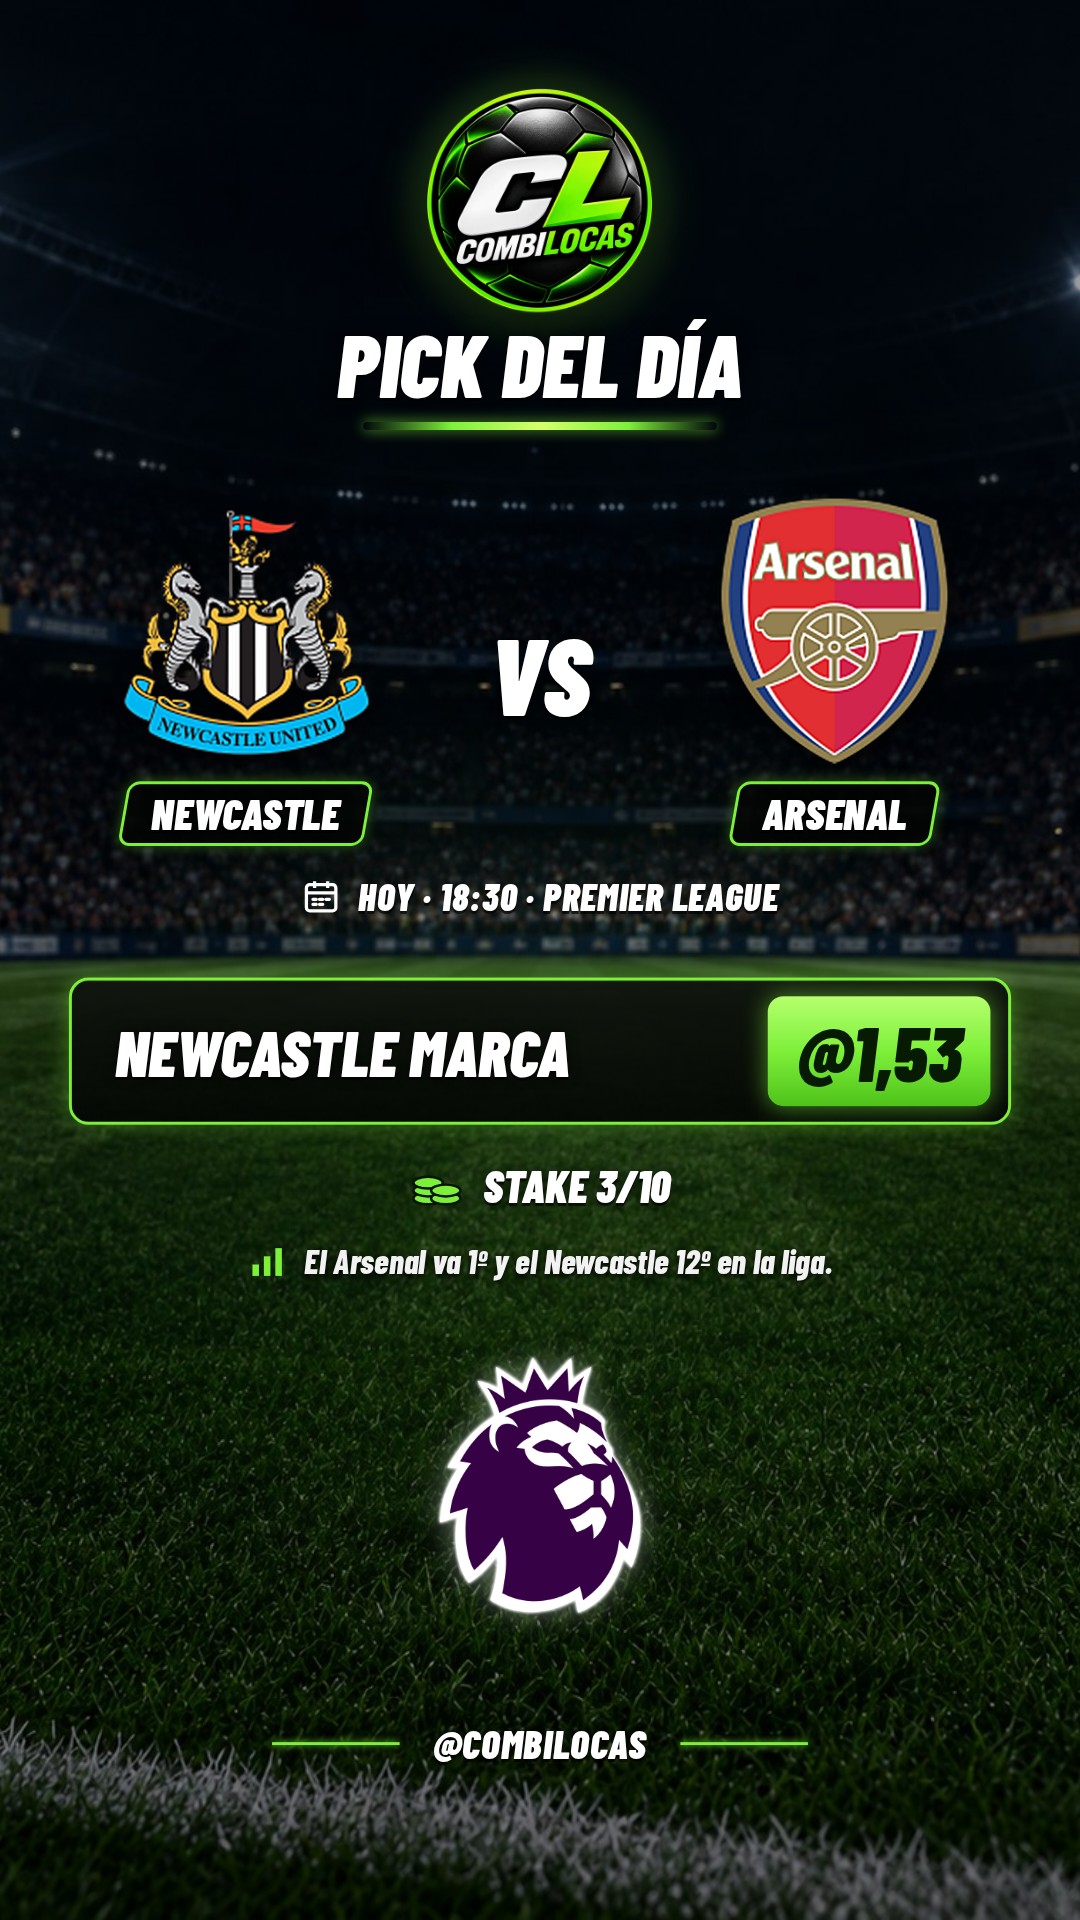 CL
COMBILOCAS
PICK DEL DÍA
Arsenal
NEWCASTLE UNITED
VS
NEWCASTLE
ARSENAL
HOY · 18:30 · PREMIER LEAGUE
NEWCASTLE MARCA
@1,53
STAKE 3/10
El Arsenal va 1º y el Newcastle 12º en la liga.
@COMBILOCAS